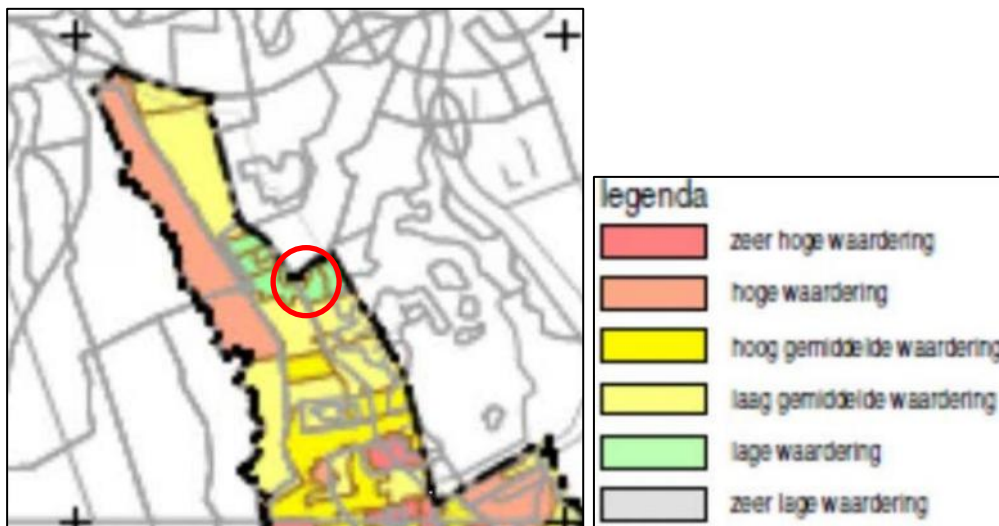 legenda
zeer hoge waardering
hoge waardering
hoog gemiddelde waardering
laag gemiddelde waardering
lage waardering
zeer lage waardering